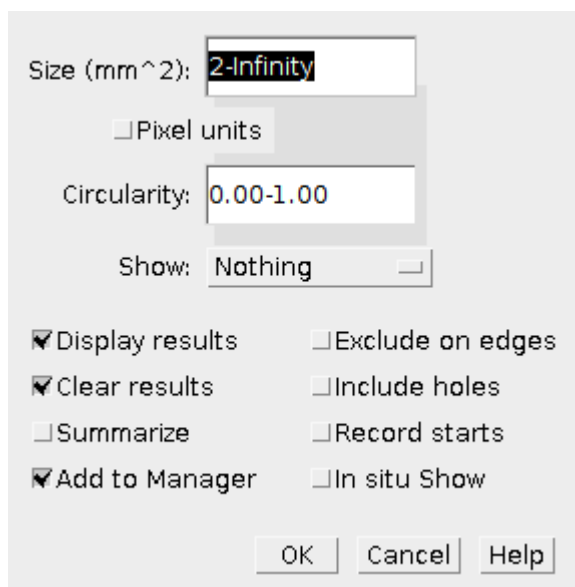 Size (mm^2): 2-Infinity
Pixel units
Circularity: 0.00-1.00
Show: Nothing
Display results Exclude on edges
Clear results Include holes
Summarize Record starts
Add to Manager In situ Show
OK Cancel Help